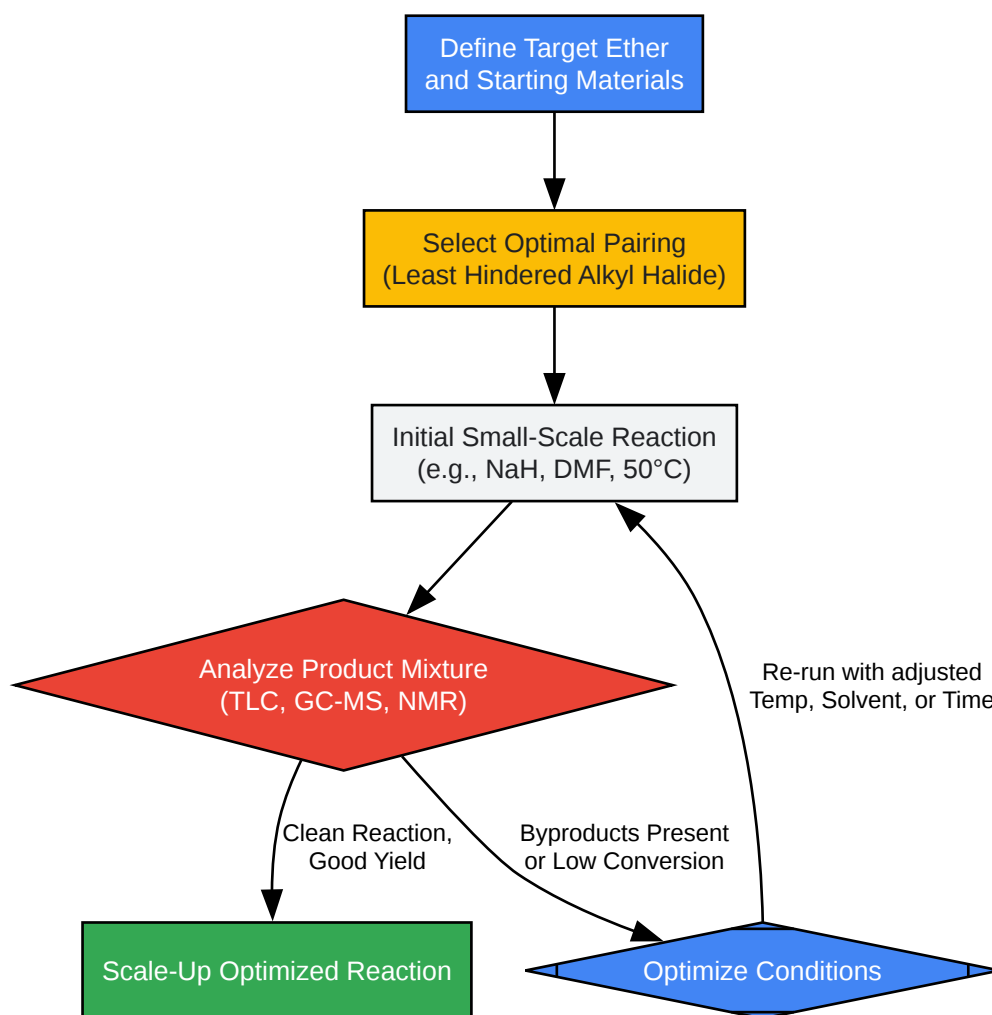 Define Target Ether
and Starting Materials
Select Optimal Pairing
(Least Hindered Alkyl Halide)
Initial Small-Scale Reaction
(e.g., NaH, DMF, 50°C)
Analyze Product Mixture
(TLC, GC-MS, NMR)
Re-run with adjusted
Temp, Solvent, or Time
Clean Reaction,
Good Yield
Byproducts Present
or Low Conversion
Scale-Up Optimized Reaction
Optimize Conditions